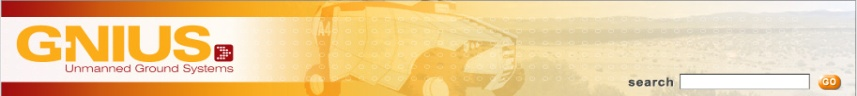 G-NIUS
Unmanned Ground Systems
search GO